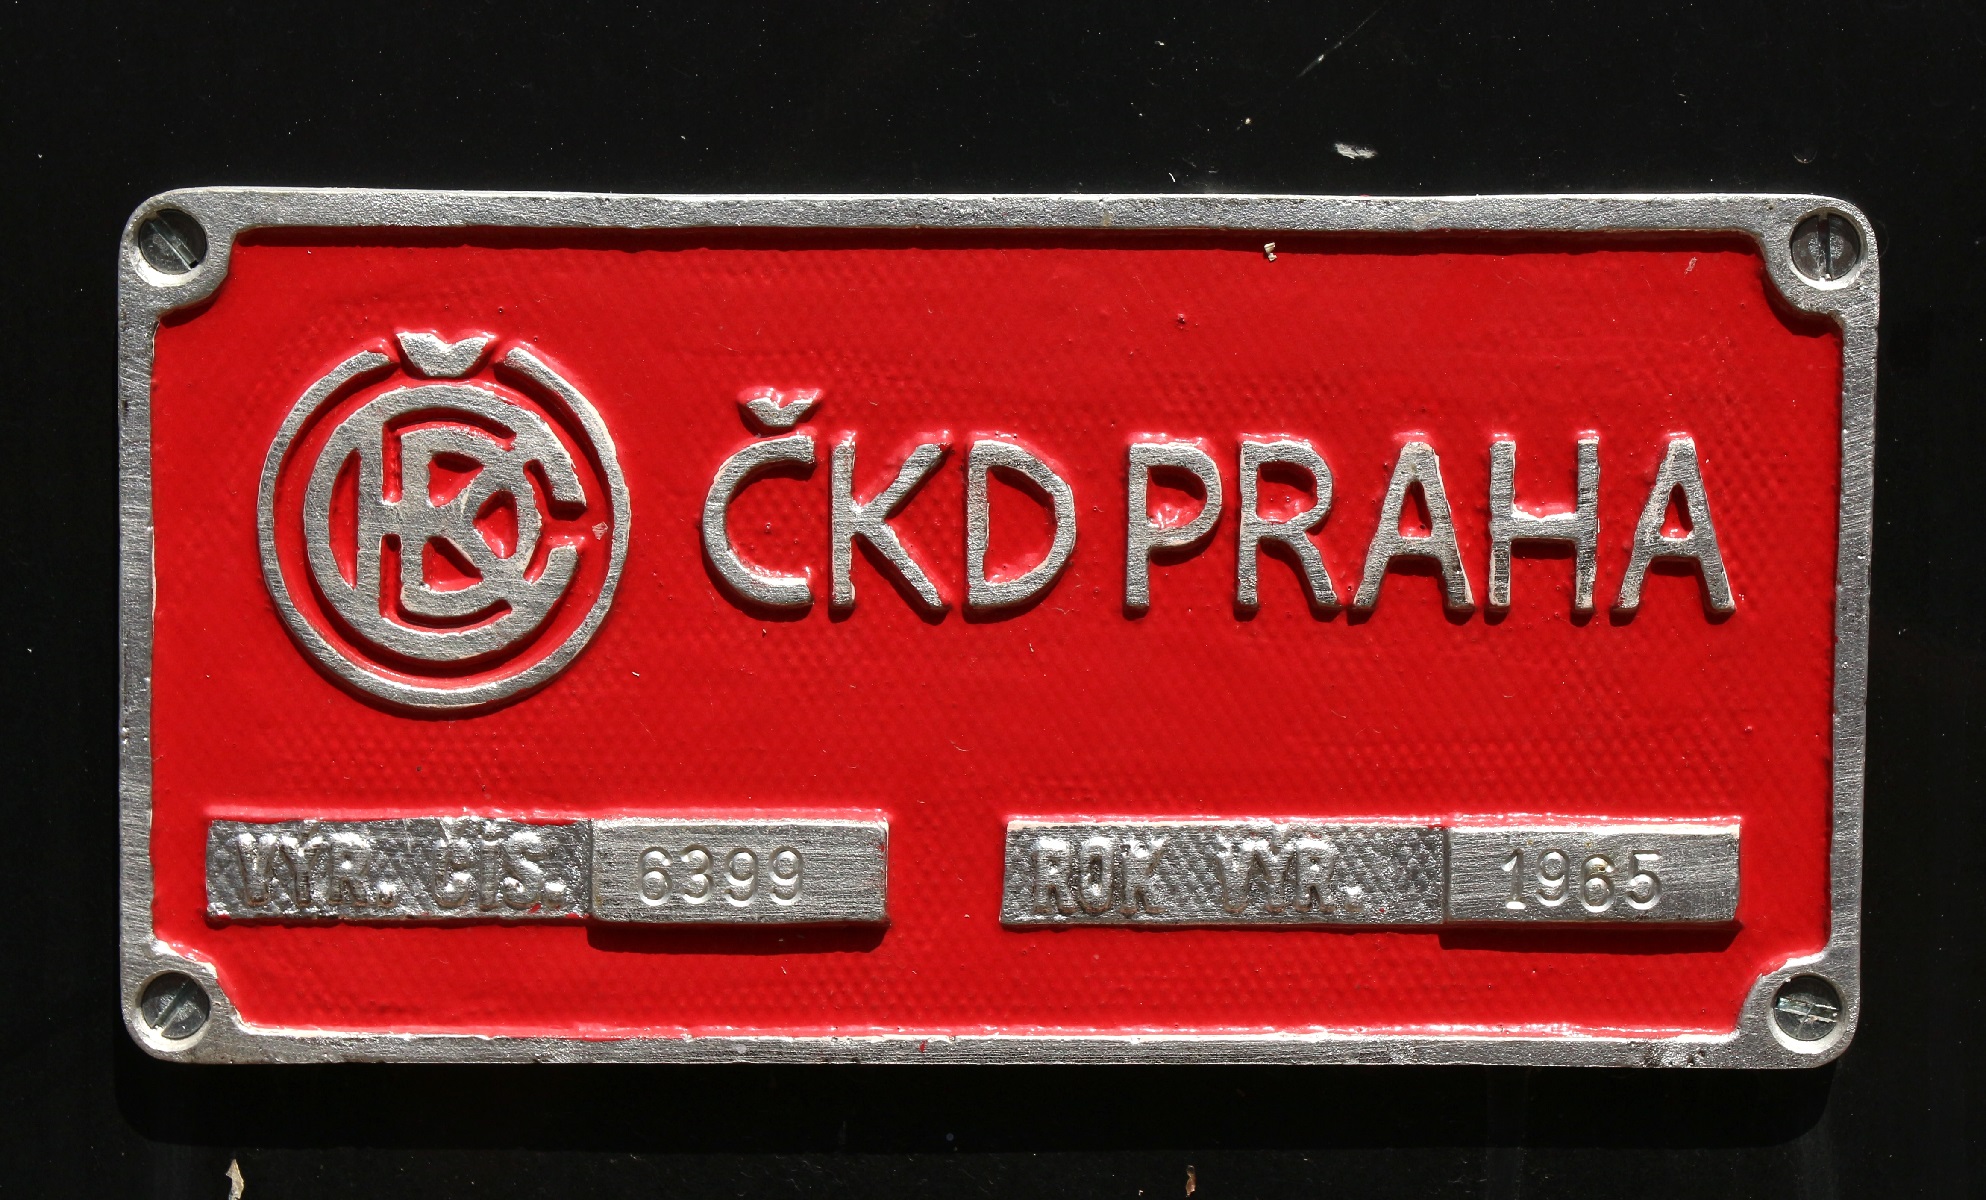 ČKD PRAHA
VÝR. ČÍS. 6399 ROK VÝR. 1965